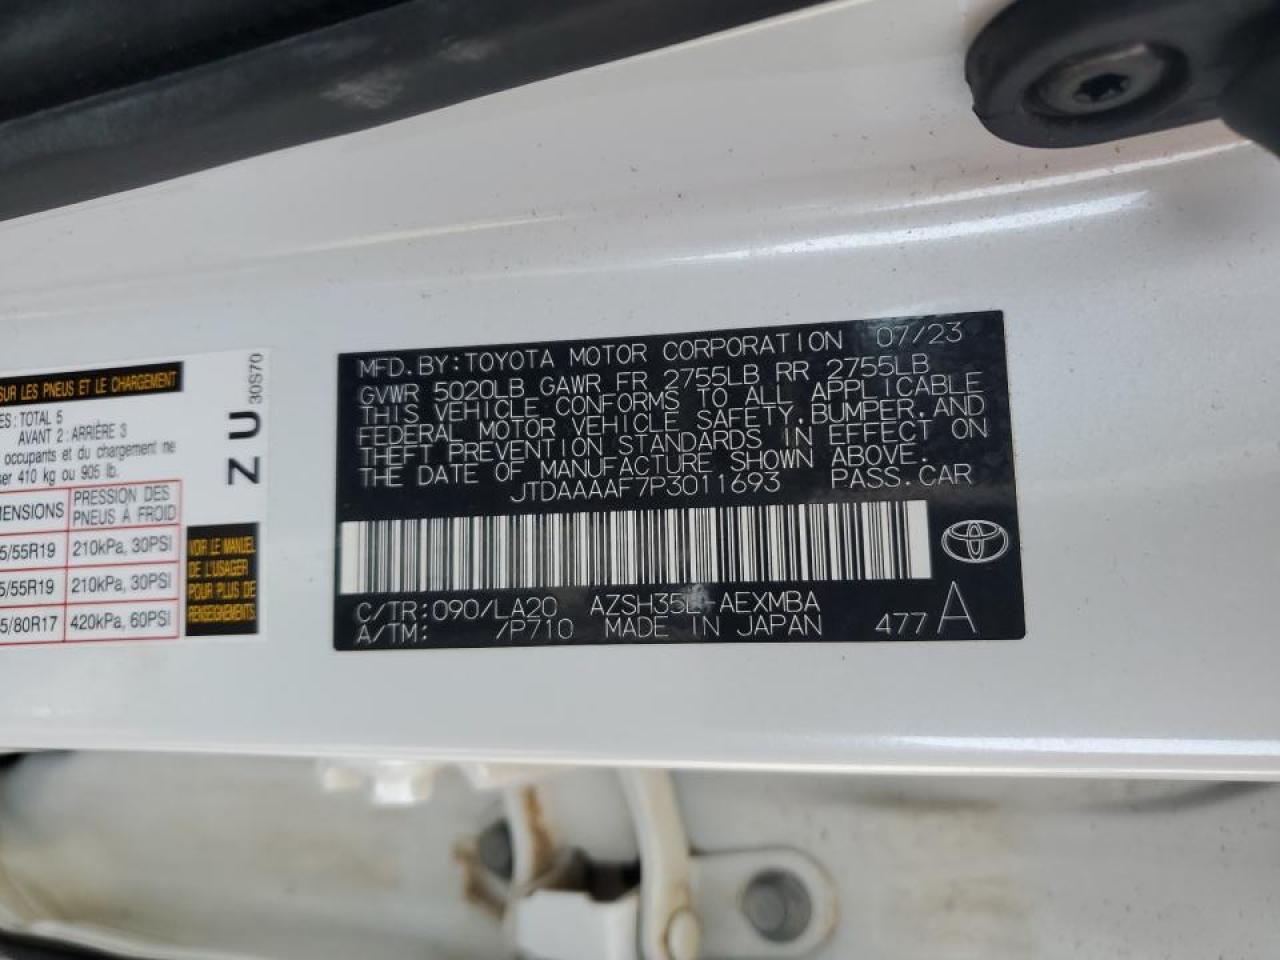 SUR LES PNEUS ET LE CHARGEMENT
: TOTAL 5
AVANT 2 : ARRIÈRE 3
occupants et du chargement ne
410 kg ou 905 lb.
PRESSION DES
PNEUS À FROID
5/55R19 210kPa, 30PSI
5/55R19 210kPa, 30PSI
5/80R17 420kPa, 60PSI
ZU
30S70
VOIR LE MANUEL
DE L'USAGER
POUR PLUS DE
RENSEIGNEMENTS
MFD. BY: TOYOTA MOTOR CORPORATION 07/23
GVWR 5020LB GAWR FR 2755LB RR 2755LB
THIS VEHICLE CONFORMS TO ALL APPLICABLE
FEDERAL MOTOR VEHICLE SAFETY, BUMPER, AND
THEFT PREVENTION STANDARDS IN EFFECT ON
THE DATE OF MANUFACTURE SHOWN ABOVE.
JTDAAAAF7P3011693 PASS. CAR
C/TR: 090/LA20 AZSH35L-AEXMBA
A/TM: /P710 MADE IN JAPAN 477 A